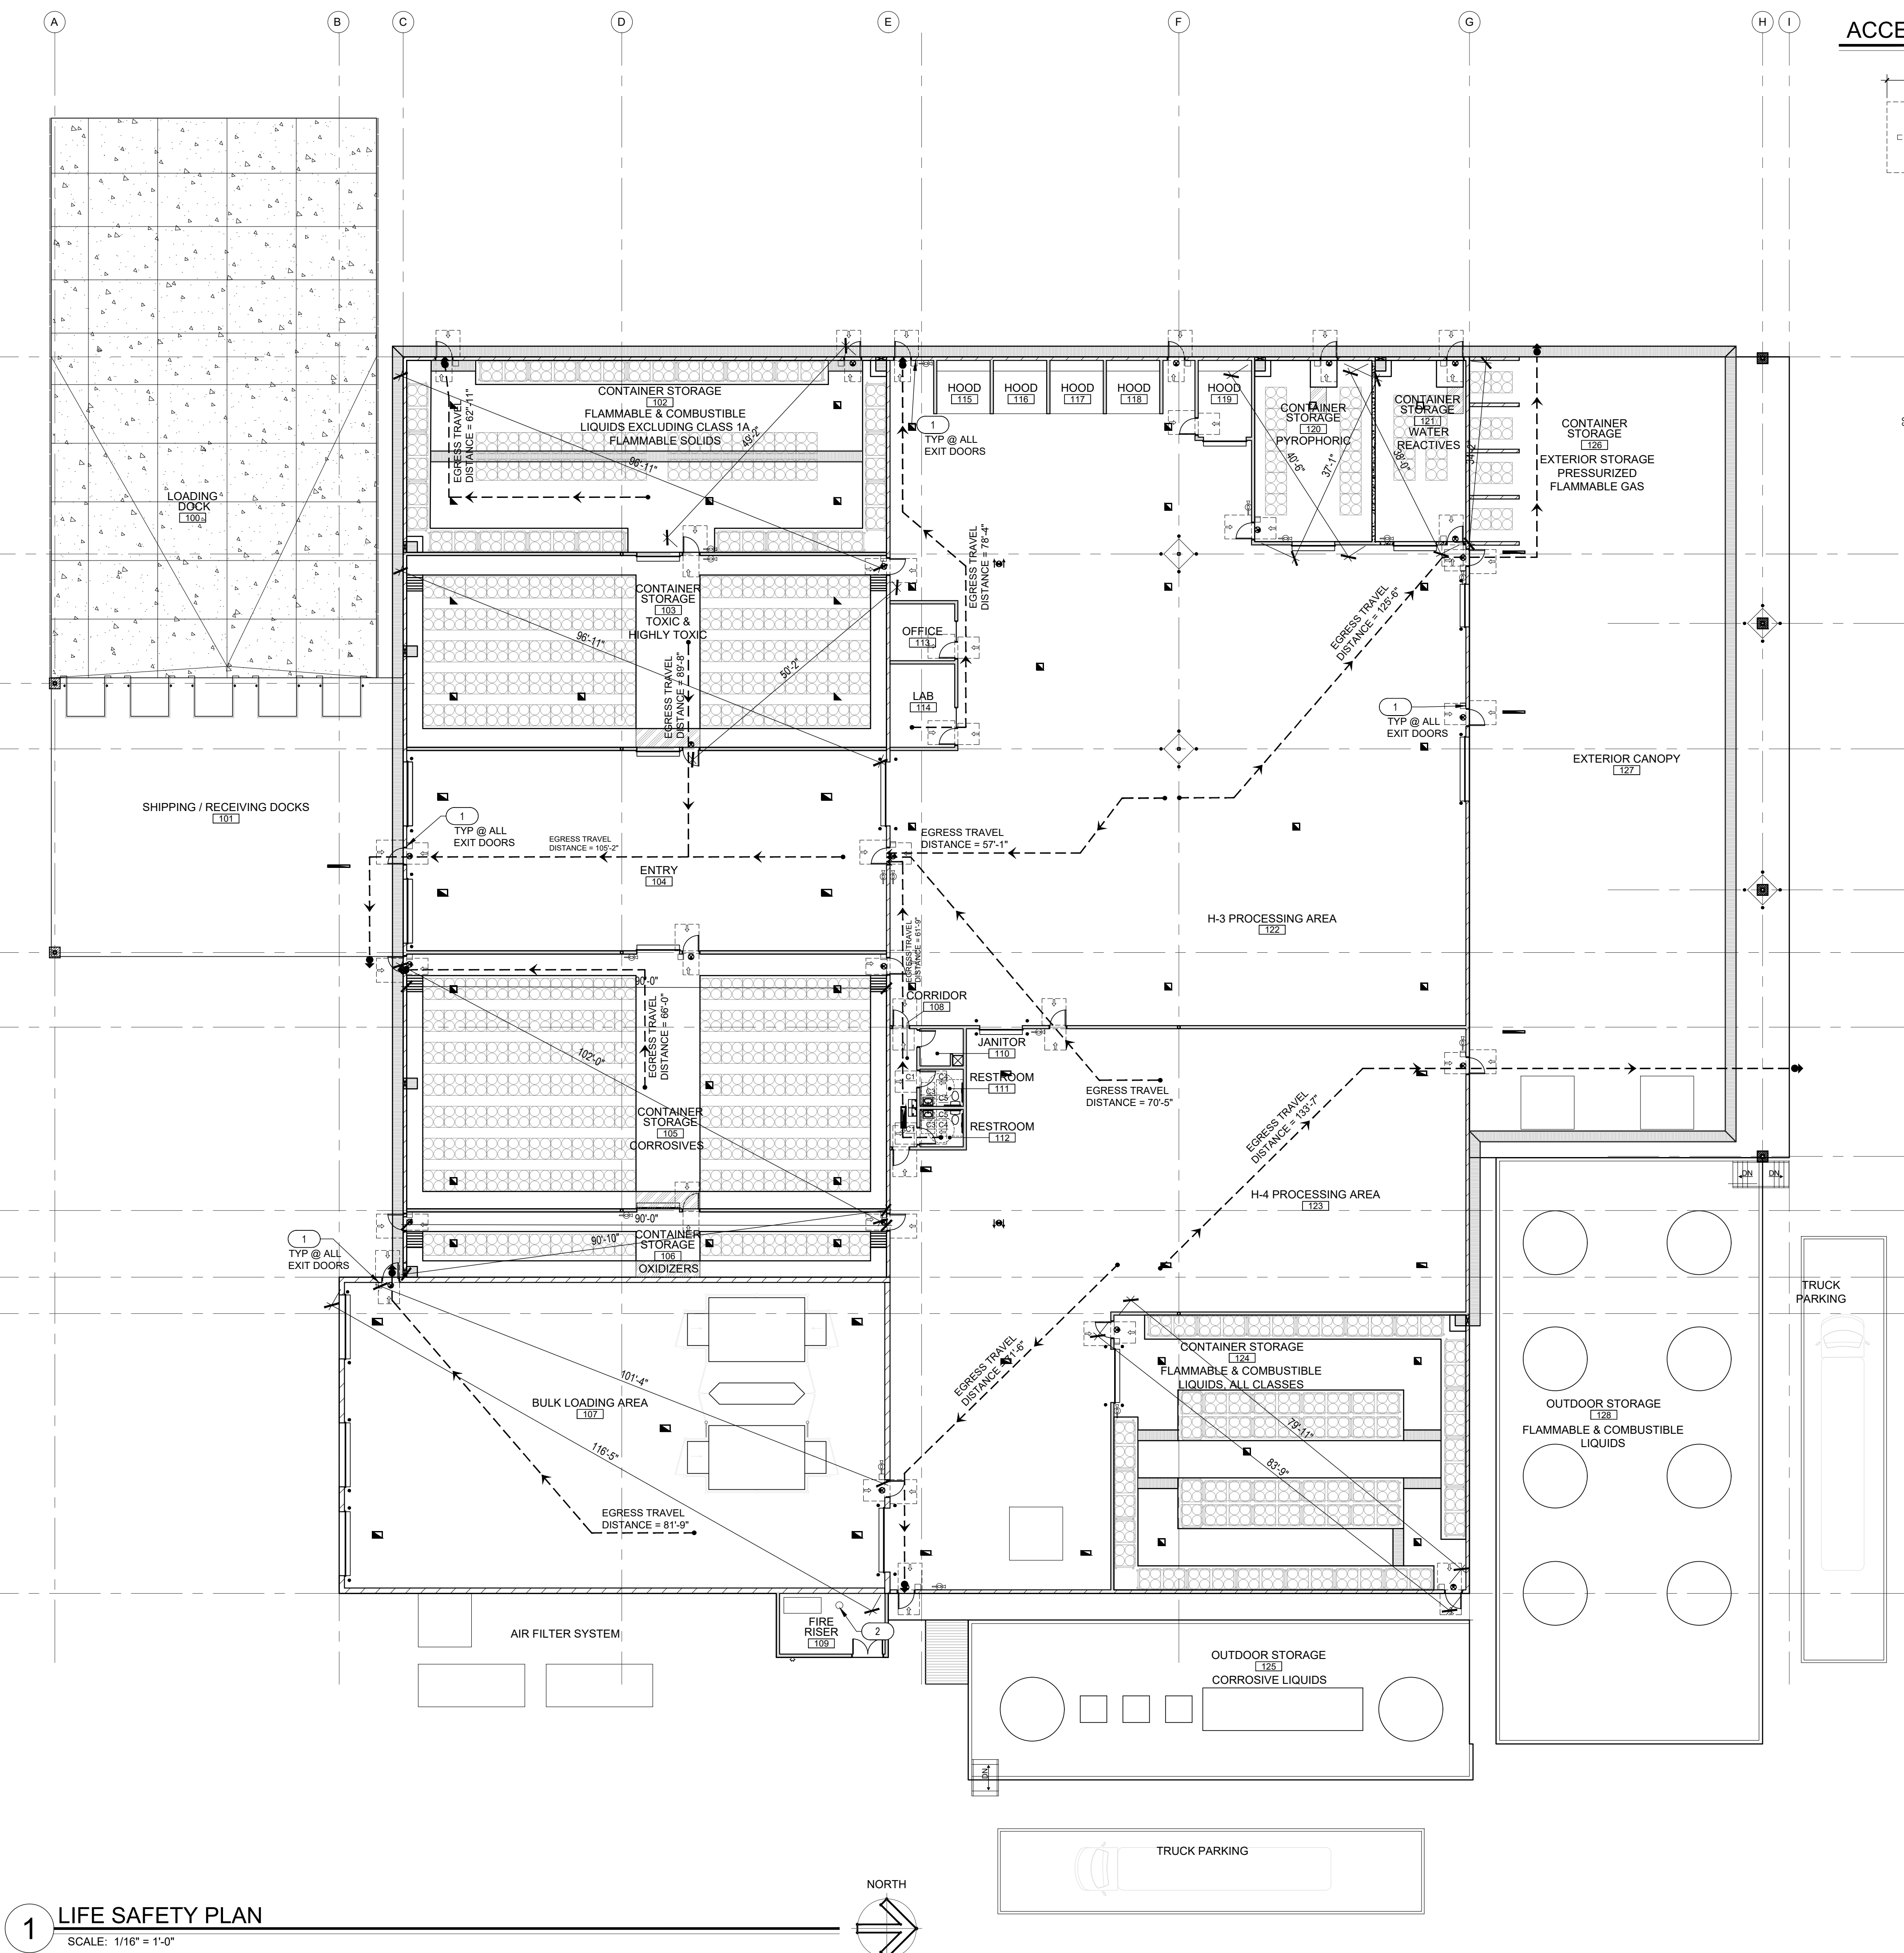 A
B
C
D
E
F
G
H
I
ACCE
LOADING
DOCK
100
CONTAINER STORAGE
102
FLAMMABLE & COMBUSTIBLE
LIQUIDS EXCLUDING CLASS 1A
FLAMMABLE SOLIDS
EGRESS TRAVEL
DISTANCE = 62'-11"
49'-2"
96'-11"
HOOD
115
HOOD
116
HOOD
117
HOOD
118
HOOD
119
1
TYP @ ALL
EXIT DOORS
CONTAINER
STORAGE
120
PYROPHORIC
40'-6"
37'-1"
CONTAINER
STORAGE
121
WATER
REACTIVES
38'-0"
CONTAINER
STORAGE
126
EXTERIOR STORAGE
PRESSURIZED
FLAMMABLE GAS
CONTAINER
STORAGE
103
TOXIC &
HIGHLY TOXIC
96'-11"
EGRESS TRAVEL
DISTANCE = 89'-8"
50'-2"
OFFICE
113
LAB
114
EGRESS TRAVEL
DISTANCE = 78'-4"
EGRESS TRAVEL
DISTANCE = 125'-6"
1
TYP @ ALL
EXIT DOORS
EXTERIOR CANOPY
127
SHIPPING / RECEIVING DOCKS
101
1
TYP @ ALL
EXIT DOORS
EGRESS TRAVEL
DISTANCE = 105'-2"
ENTRY
104
EGRESS TRAVEL
DISTANCE = 57'-1"
H-3 PROCESSING AREA
122
EGRESS TRAVEL
DISTANCE = 61'-9"
90'-0"
CORRIDOR
108
EGRESS TRAVEL
DISTANCE = 66'-0"
102'-0"
JANITOR
110
RESTROOM
111
RESTROOM
112
C1
C5
C5
EGRESS TRAVEL
DISTANCE = 70'-5"
CONTAINER
STORAGE
105
CORROSIVES
EGRESS TRAVEL
DISTANCE = 133'-7"
H-4 PROCESSING AREA
123
DN
DN
90'-0"
90'-10"
CONTAINER
STORAGE
106
OXIDIZERS
1
TYP @ ALL
EXIT DOORS
TRUCK
PARKING
EGRESS TRAVEL
DISTANCE = 71'-6"
CONTAINER STORAGE
124
FLAMMABLE & COMBUSTIBLE
LIQUIDS, ALL CLASSES
79'-11"
83'-9"
101'-4"
BULK LOADING AREA
107
116'-5"
OUTDOOR STORAGE
128
FLAMMABLE & COMBUSTIBLE
LIQUIDS
EGRESS TRAVEL
DISTANCE = 81'-9"
AIR FILTER SYSTEM
FIRE
RISER
109
2
OUTDOOR STORAGE
125
CORROSIVE LIQUIDS
DN
TRUCK PARKING
NORTH
1
LIFE SAFETY PLAN
SCALE: 1/16" = 1'-0"